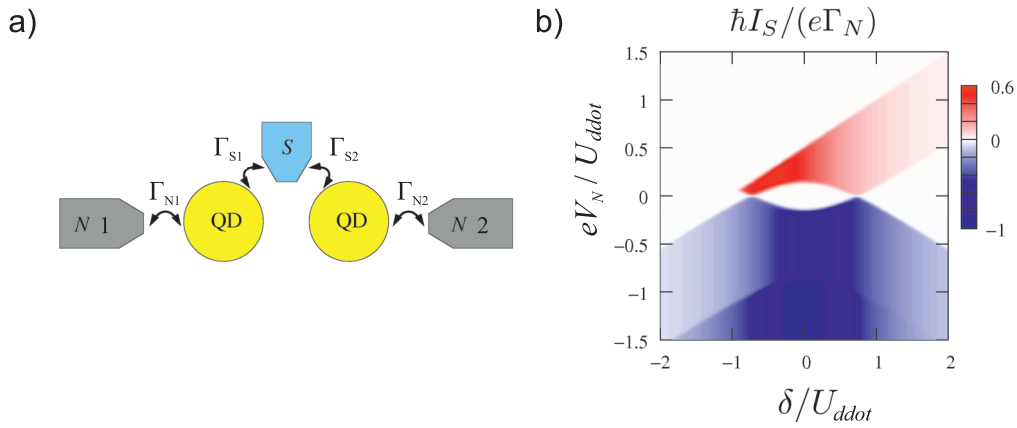 a)
S
Γ_S1
Γ_S2
Γ_N1
Γ_N2
N 1
QD
QD
N 2
b)
ħI_S/(eΓ_N)
eV_N / U_ddot
1.5
1
0.5
0
−0.5
−1
−1.5
−2
−1
0
1
2
δ/U_ddot
0.6
0
−1